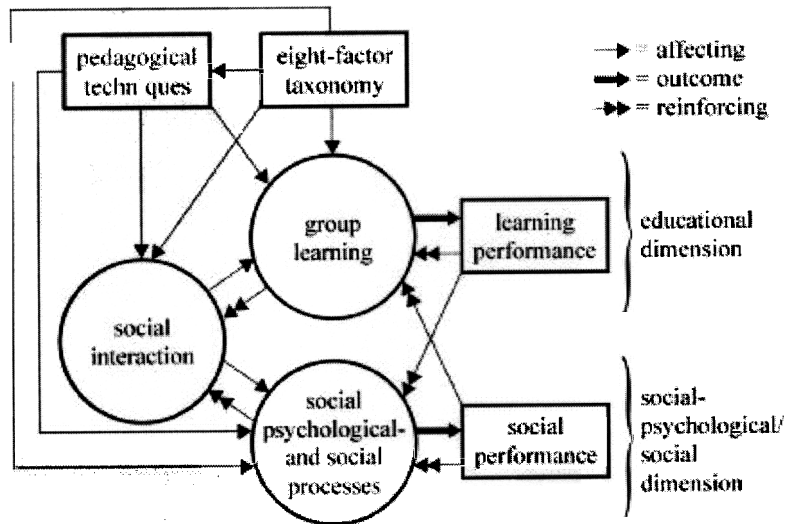 pedagogical
techn ques
eight-factor
taxonomy
= affecting
= outcome
= reinforcing
group
learning
learning
performance
educational
dimension
social
interaction
social
psychological-
and social
processes
social
performance
social-
psychological/
social
dimension